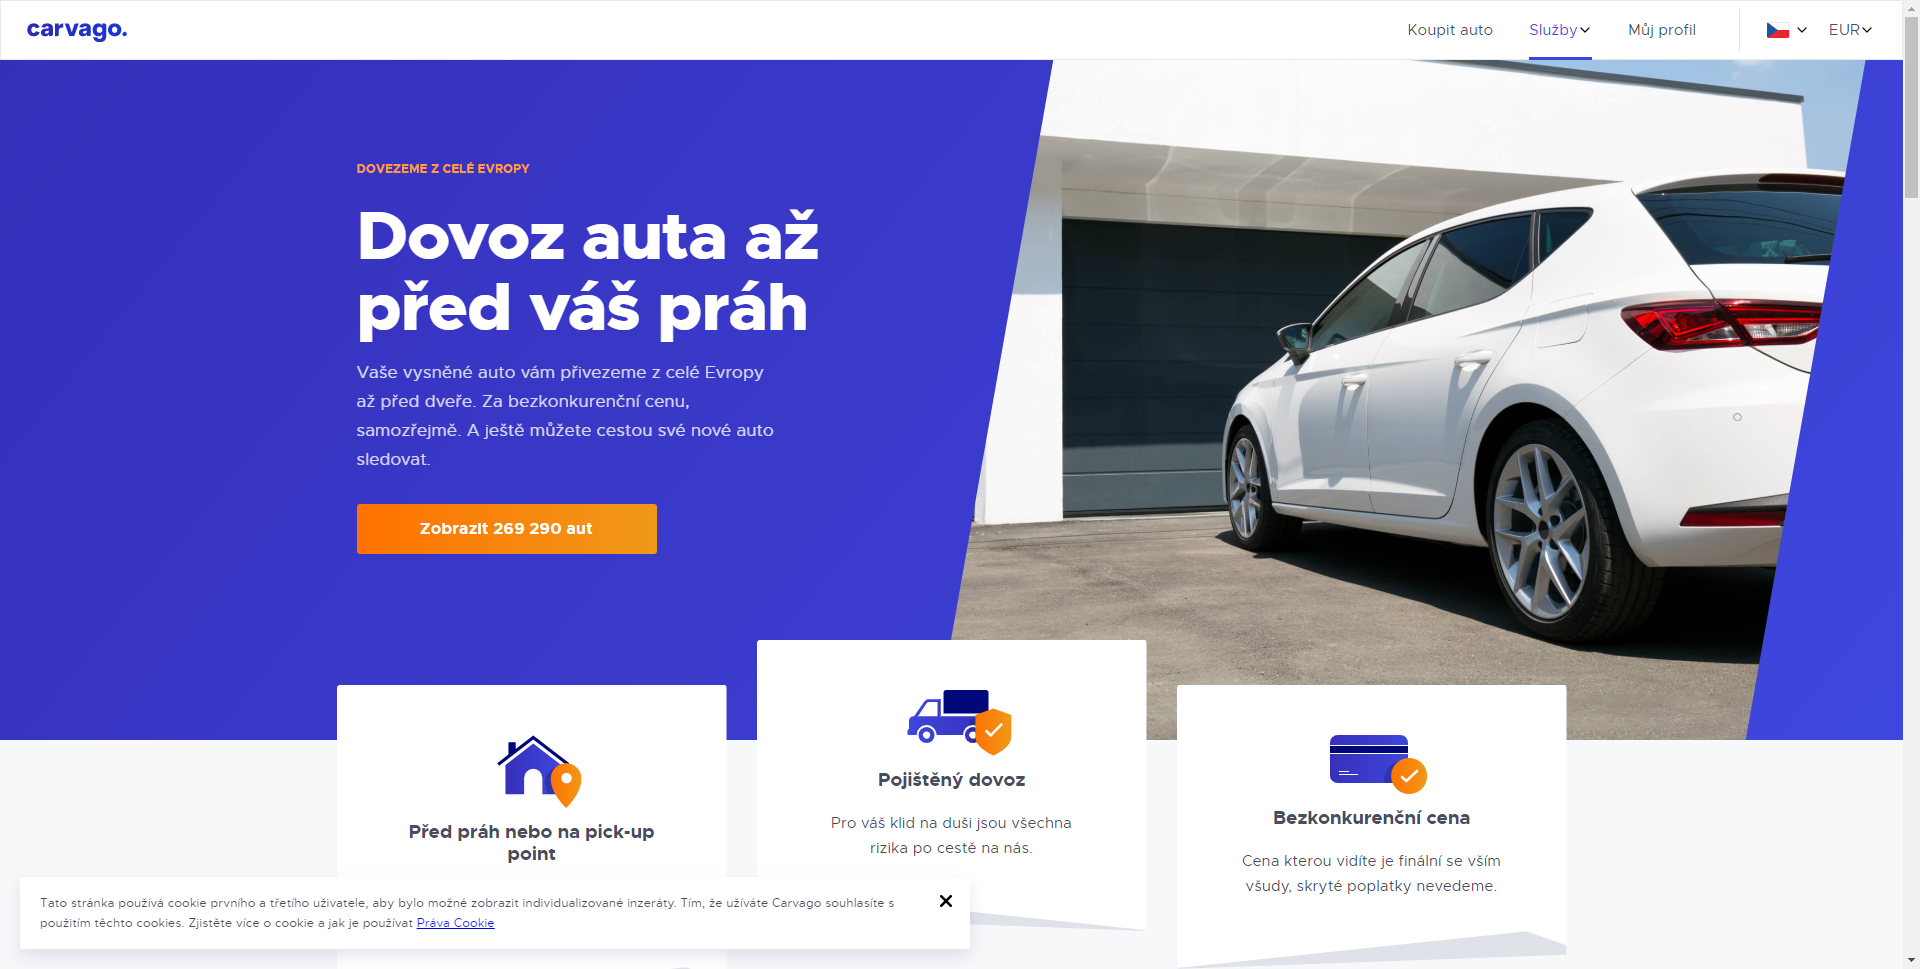 carvago.
Koupit auto
Služby
Můj profil
EUR
DOVEZEME Z CELÉ EVROPY
Dovoz auta až
před váš práh
Vaše vysněné auto vám přivezeme z celé Evropy
až před dveře. Za bezkonkurenční cenu,
samozřejmě. A ještě můžete cestou své nové auto
sledovat.
Zobrazit 269 290 aut
Před práh nebo na pick-up
point
Pojištěný dovoz
Pro váš klid na duši jsou všechna
rizika po cestě na nás.
Bezkonkurenční cena
Cena kterou vidíte je finální se vším
všudy, skryté poplatky nevedeme.
Tato stránka používá cookie prvního a třetího uživatele, aby bylo možné zobrazit individualizované inzeráty. Tím, že užíváte Carvago souhlasíte s
použitím těchto cookies. Zjistěte více o cookie a jak je používat Práva Cookie